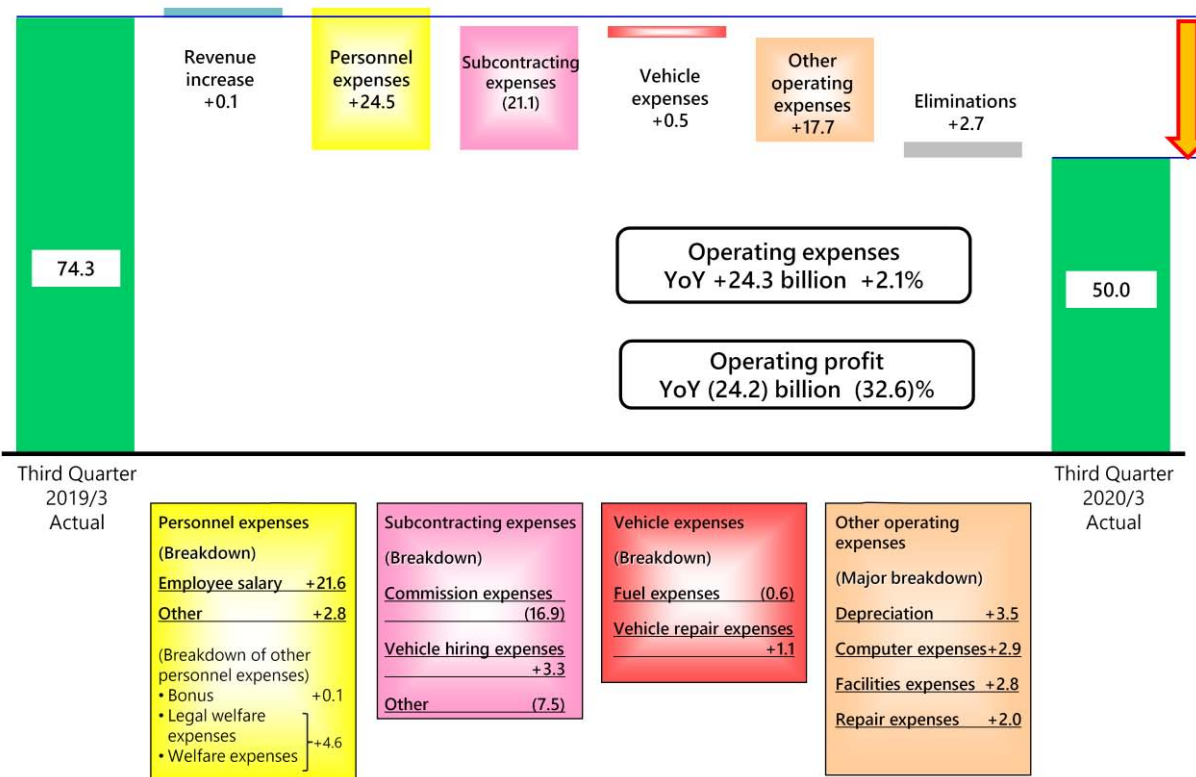 Revenue
increase
+0.1
Personnel
expenses
+24.5
Subcontracting
expenses
(21.1)
Vehicle
expenses
+0.5
Other
operating
expenses
+17.7
Eliminations
+2.7
74.3
Operating expenses
YoY +24.3 billion +2.1%
50.0
Operating profit
YoY (24.2) billion (32.6)%
Third Quarter
2019/3
Actual
Third Quarter
2020/3
Actual
Personnel expenses
(Breakdown)
Employee salary +21.6
Other +2.8
(Breakdown of other
personnel expenses)
• Bonus +0.1
• Legal welfare
expenses
+4.6
• Welfare expenses
Subcontracting expenses
(Breakdown)
Commission expenses
(16.9)
Vehicle hiring expenses
+3.3
Other (7.5)
Vehicle expenses
(Breakdown)
Fuel expenses (0.6)
Vehicle repair expenses
+1.1
Other operating
expenses
(Major breakdown)
Depreciation +3.5
Computer expenses+2.9
Facilities expenses +2.8
Repair expenses +2.0